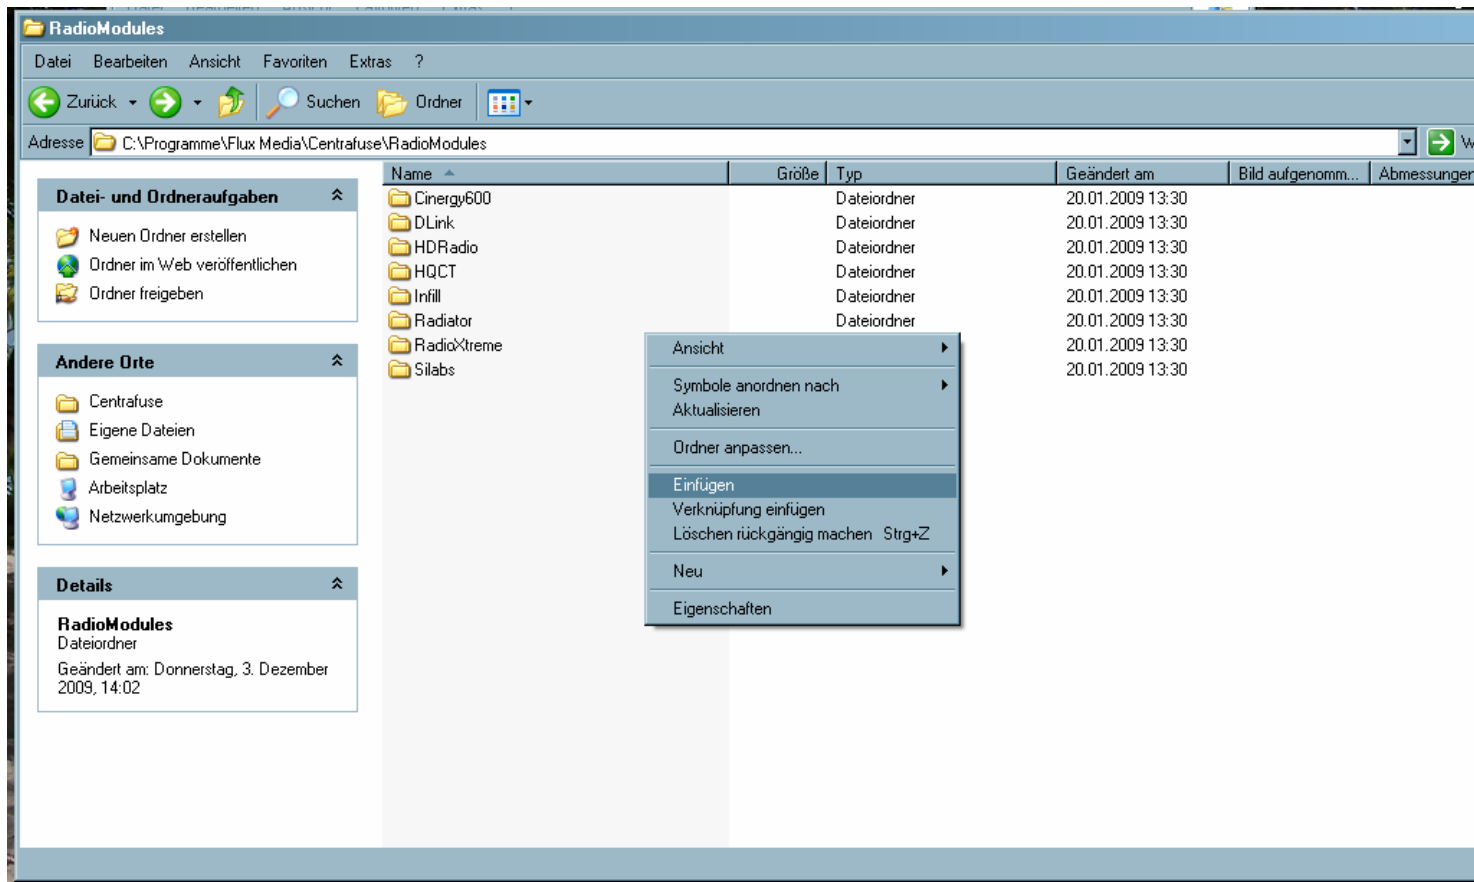 RadioModules
Datei Bearbeiten Ansicht Favoriten Extras ?
Zurück Suchen Ordner
Adresse C:\Programme\Flux Media\Centrafuse\RadioModules W
Name Größe Typ Geändert am Bild aufgenomm... Abmessungen
Datei- und Ordneraufgaben
Neuen Ordner erstellen
Ordner im Web veröffentlichen
Ordner freigeben
Andere Orte
Centrafuse
Eigene Dateien
Gemeinsame Dokumente
Arbeitsplatz
Netzwerkumgebung
Details
RadioModules
Dateiordner
Geändert am: Donnerstag, 3. Dezember
2009, 14:02
Cinergy600 Dateiordner 20.01.2009 13:30
DLink Dateiordner 20.01.2009 13:30
HDRadio Dateiordner 20.01.2009 13:30
HQCT Dateiordner 20.01.2009 13:30
Infill Dateiordner 20.01.2009 13:30
Radiator Dateiordner 20.01.2009 13:30
RadioXtreme 20.01.2009 13:30
Silabs 20.01.2009 13:30
Ansicht
Symbole anordnen nach
Aktualisieren
Ordner anpassen...
Einfügen
Verknüpfung einfügen
Löschen rückgängig machen Strg+Z
Neu
Eigenschaften